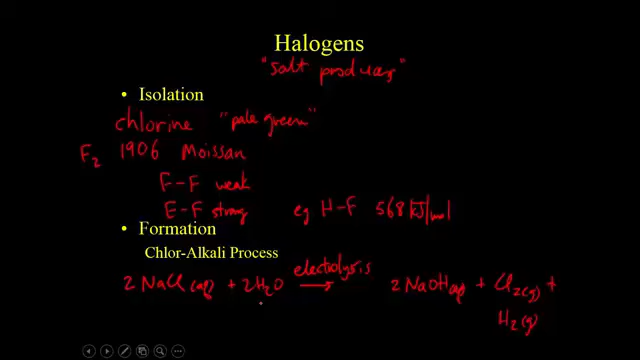 Halogens
"salt producers"
• Isolation
chlorine "pale green"
F2 1906 Moissan
F-F weak
E-F strong eg H-F 568 kJ/mol
• Formation
Chlor-Alkali Process
2 NaCl(aq) + 2H2O electrolysis → 2 NaOH(aq) + Cl2(g) +
H2(g)